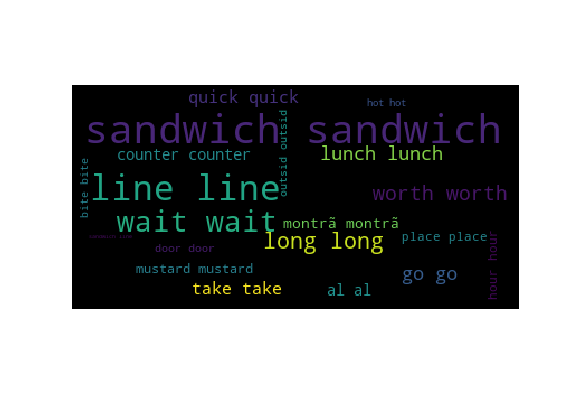 quick quick
hot hot
sandwich sandwich
outsid outsid
counter counter
lunch lunch
bite bite
line line
worth worth
wait wait
montrã montrã
long long
place place
door door
hour hour
mustard mustard
go go
take take
al al